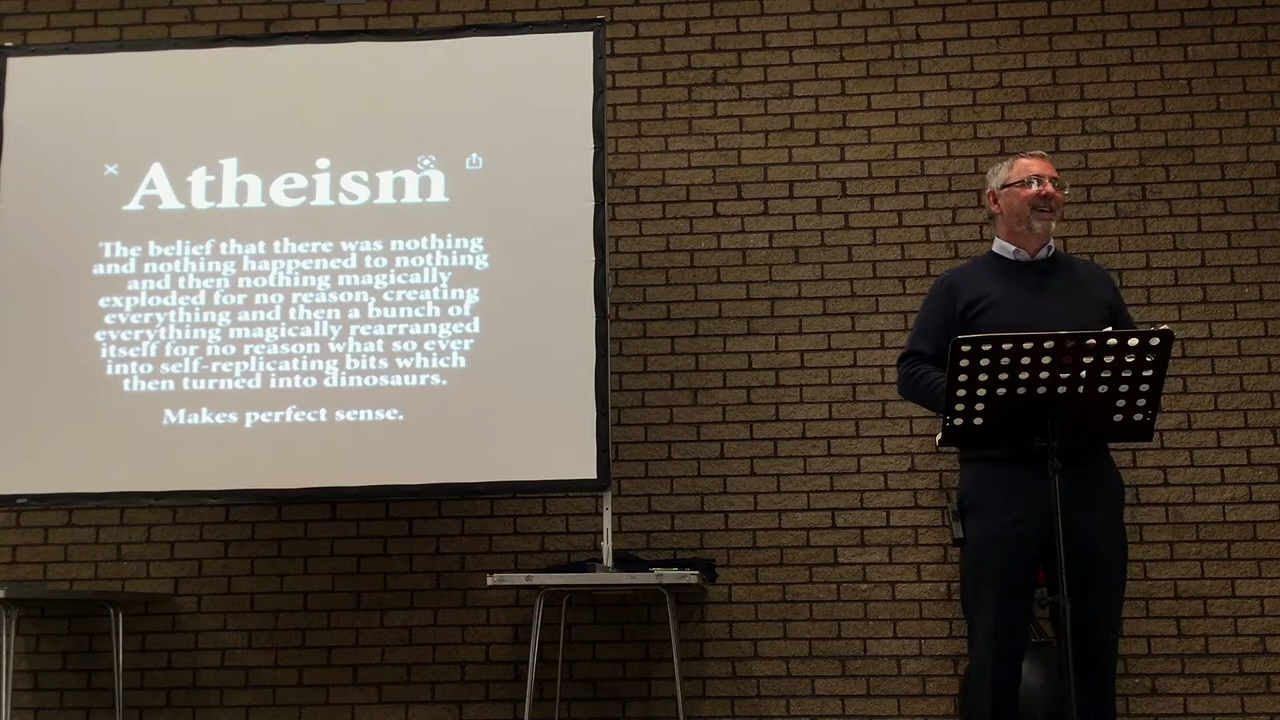 Atheism
The belief that there was nothing
and nothing happened to nothing
and then nothing magically
exploded for no reason, creating
everything and then a bunch of
everything magically rearranged
itself for no reason what so ever
into self-replicating bits which
then turned into dinosaurs.
Makes perfect sense.